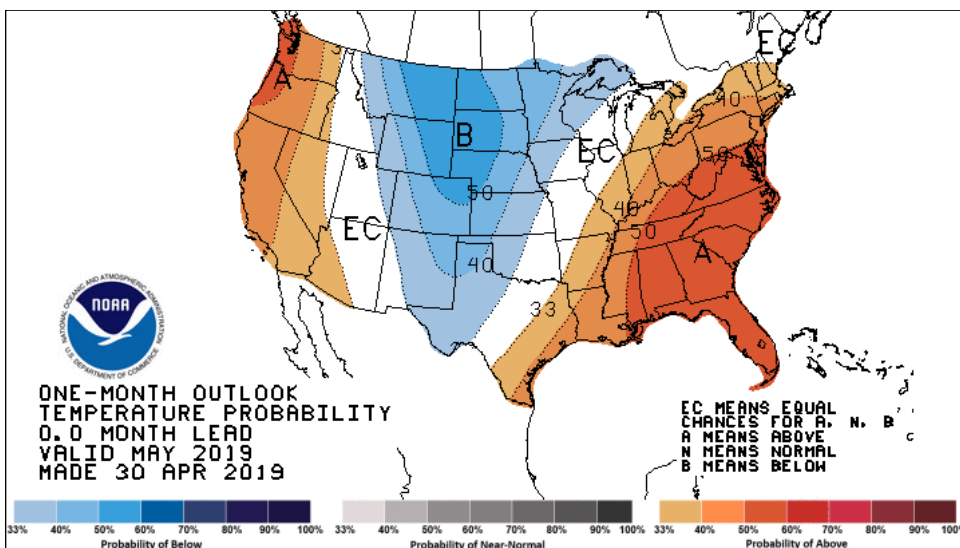 EC
3
A
40
B
EC
50
50
EC
40
50
A
40
33
NATIONAL OCEANIC AND ATMOSPHERIC ADMINISTRATION
NOAA
U.S. DEPARTMENT OF COMMERCE
ONE-MONTH OUTLOOK
TEMPERATURE PROBABILITY
0.0 MONTH LEAD
VALID MAY 2019
MADE 30 APR 2019
EC MEANS EQUAL
CHANCES FOR A, N, B
A MEANS ABOVE
N MEANS NORMAL
B MEANS BELOW
33% 40% 50% 60% 70% 80% 90% 100%
Probability of Below
33% 40% 50% 60% 70% 80% 90% 100%
Probability of Near-Normal
33% 40% 50% 60% 70% 80% 90% 100%
Probability of Above